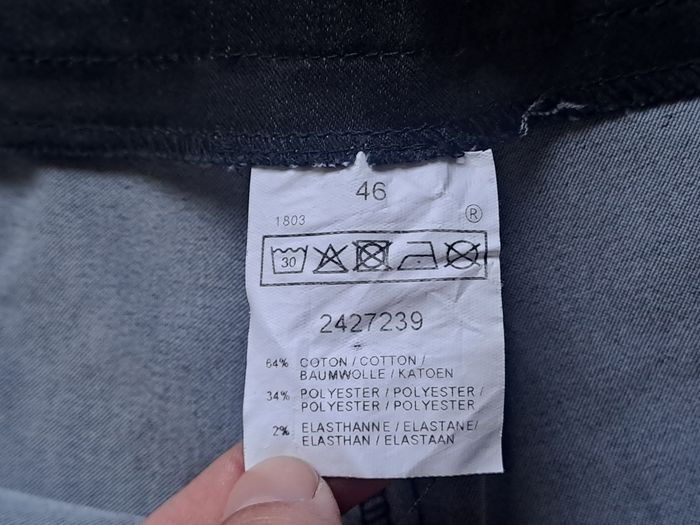 46
1803 ®
30
2427239
64% COTON / COTTON /
BAUMWOLLE / KATOEN
34% POLYESTER / POLYESTER /
POLYESTER / POLYESTER
2% ELASTHANNE / ELASTANE/
ELASTHAN / ELASTAAN